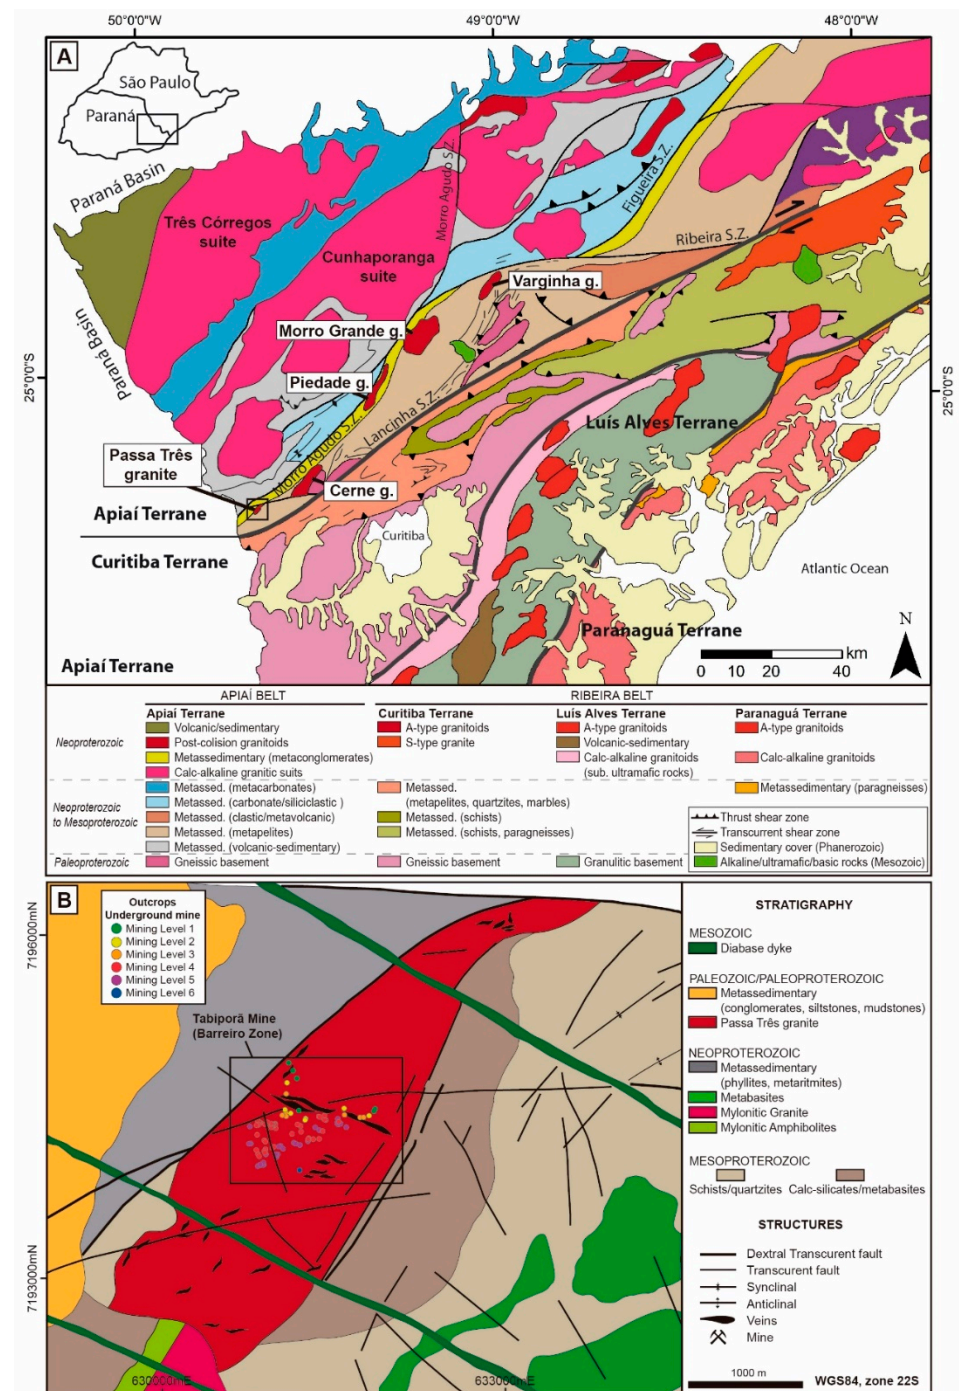 50°0'0"W
49°0'0"W
48°0'0"W
A
São Paulo
Paraná
Paraná Basin
Três Córregos
suite
Cunhaporanga
suite
Morro Agudo S.Z.
Figueira S.Z.
Ribeira S.Z.
Paraná Basin
Varginha g.
Morro Grande g.
Piedade g.
25°0'0"S
25°0'0"S
Lancinha S.Z.
Morro Agudo S.Z.
Luís Alves Terrane
Passa Três
granite
Cerne g.
Apiaí Terrane
Curitiba
Curitiba Terrane
Atlantic Ocean
Paranaguá Terrane
Apiaí Terrane
N
0 10 20 40
km
APIAÍ BELT
RIBEIRA BELT
Apiaí Terrane
Curitiba Terrane
Luís Alves Terrane
Paranaguá Terrane
Neoproterozoic
Volcanic/sedimentary
Post-colision granitoids
Metassedimentary (metaconglomerates)
Calc-alkaline granitic suits
A-type granitoids
S-type granite
A-type granitoids
Volcanic-sedimentary
Calc-alkaline granitoids
(sub. ultramafic rocks)
A-type granitoids
Calc-alkaline granitoids
Neoproterozoic
to Mesoproterozoic
Metassed. (metacarbonates)
Metassed. (carbonate/siliciclastic )
Metassed. (clastic/metavolcanic)
Metassed. (metapelites)
Metassed. (volcanic-sedimentary)
Metassed.
(metapelites, quartzites, marbles)
Metassed. (schists)
Metassed. (schists, paragneisses)
Metassedimentary (paragneisses)
Paleoproterozoic
Gneissic basement
Gneissic basement
Granulitic basement
Thrust shear zone
Transcurrent shear zone
Sedimentary cover (Phanerozoic)
Alkaline/ultramafic/basic rocks (Mesozoic)
B
Outcrops
Underground mine
Mining Level 1
Mining Level 2
Mining Level 3
Mining Level 4
Mining Level 5
Mining Level 6
Tabiporã Mine
(Barreiro Zone)
7196000mN
7193000mN
630000mE
633000mE
STRATIGRAPHY
MESOZOIC
Diabase dyke
PALEOZOIC/PALEOPROTEROZOIC
Metassedimentary
(conglomerates, siltstones, mudstones)
Passa Três granite
NEOPROTEROZOIC
Metassedimentary
(phyllites, metaritmites)
Metabasites
Mylonitic Granite
Mylonitic Amphibolites
MESOPROTEROZOIC
Schists/quartzites
Calc-silicates/metabasites
STRUCTURES
Dextral Transcurent fault
Transcurent fault
Synclinal
Anticlinal
Veins
Mine
1000 m
WGS84, zone 22S